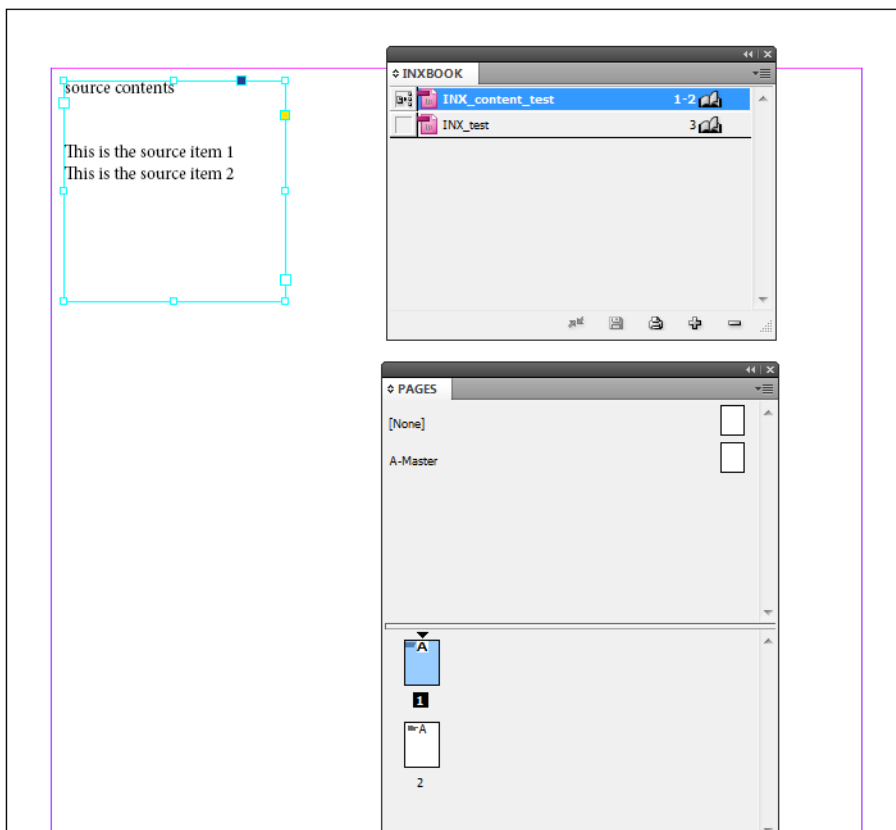 source contents
This is the source item 1
This is the source item 2
INXBOOK
INX_content_test 1-2
INX_test 3
PAGES
[None]
A-Master
A
1
A
2